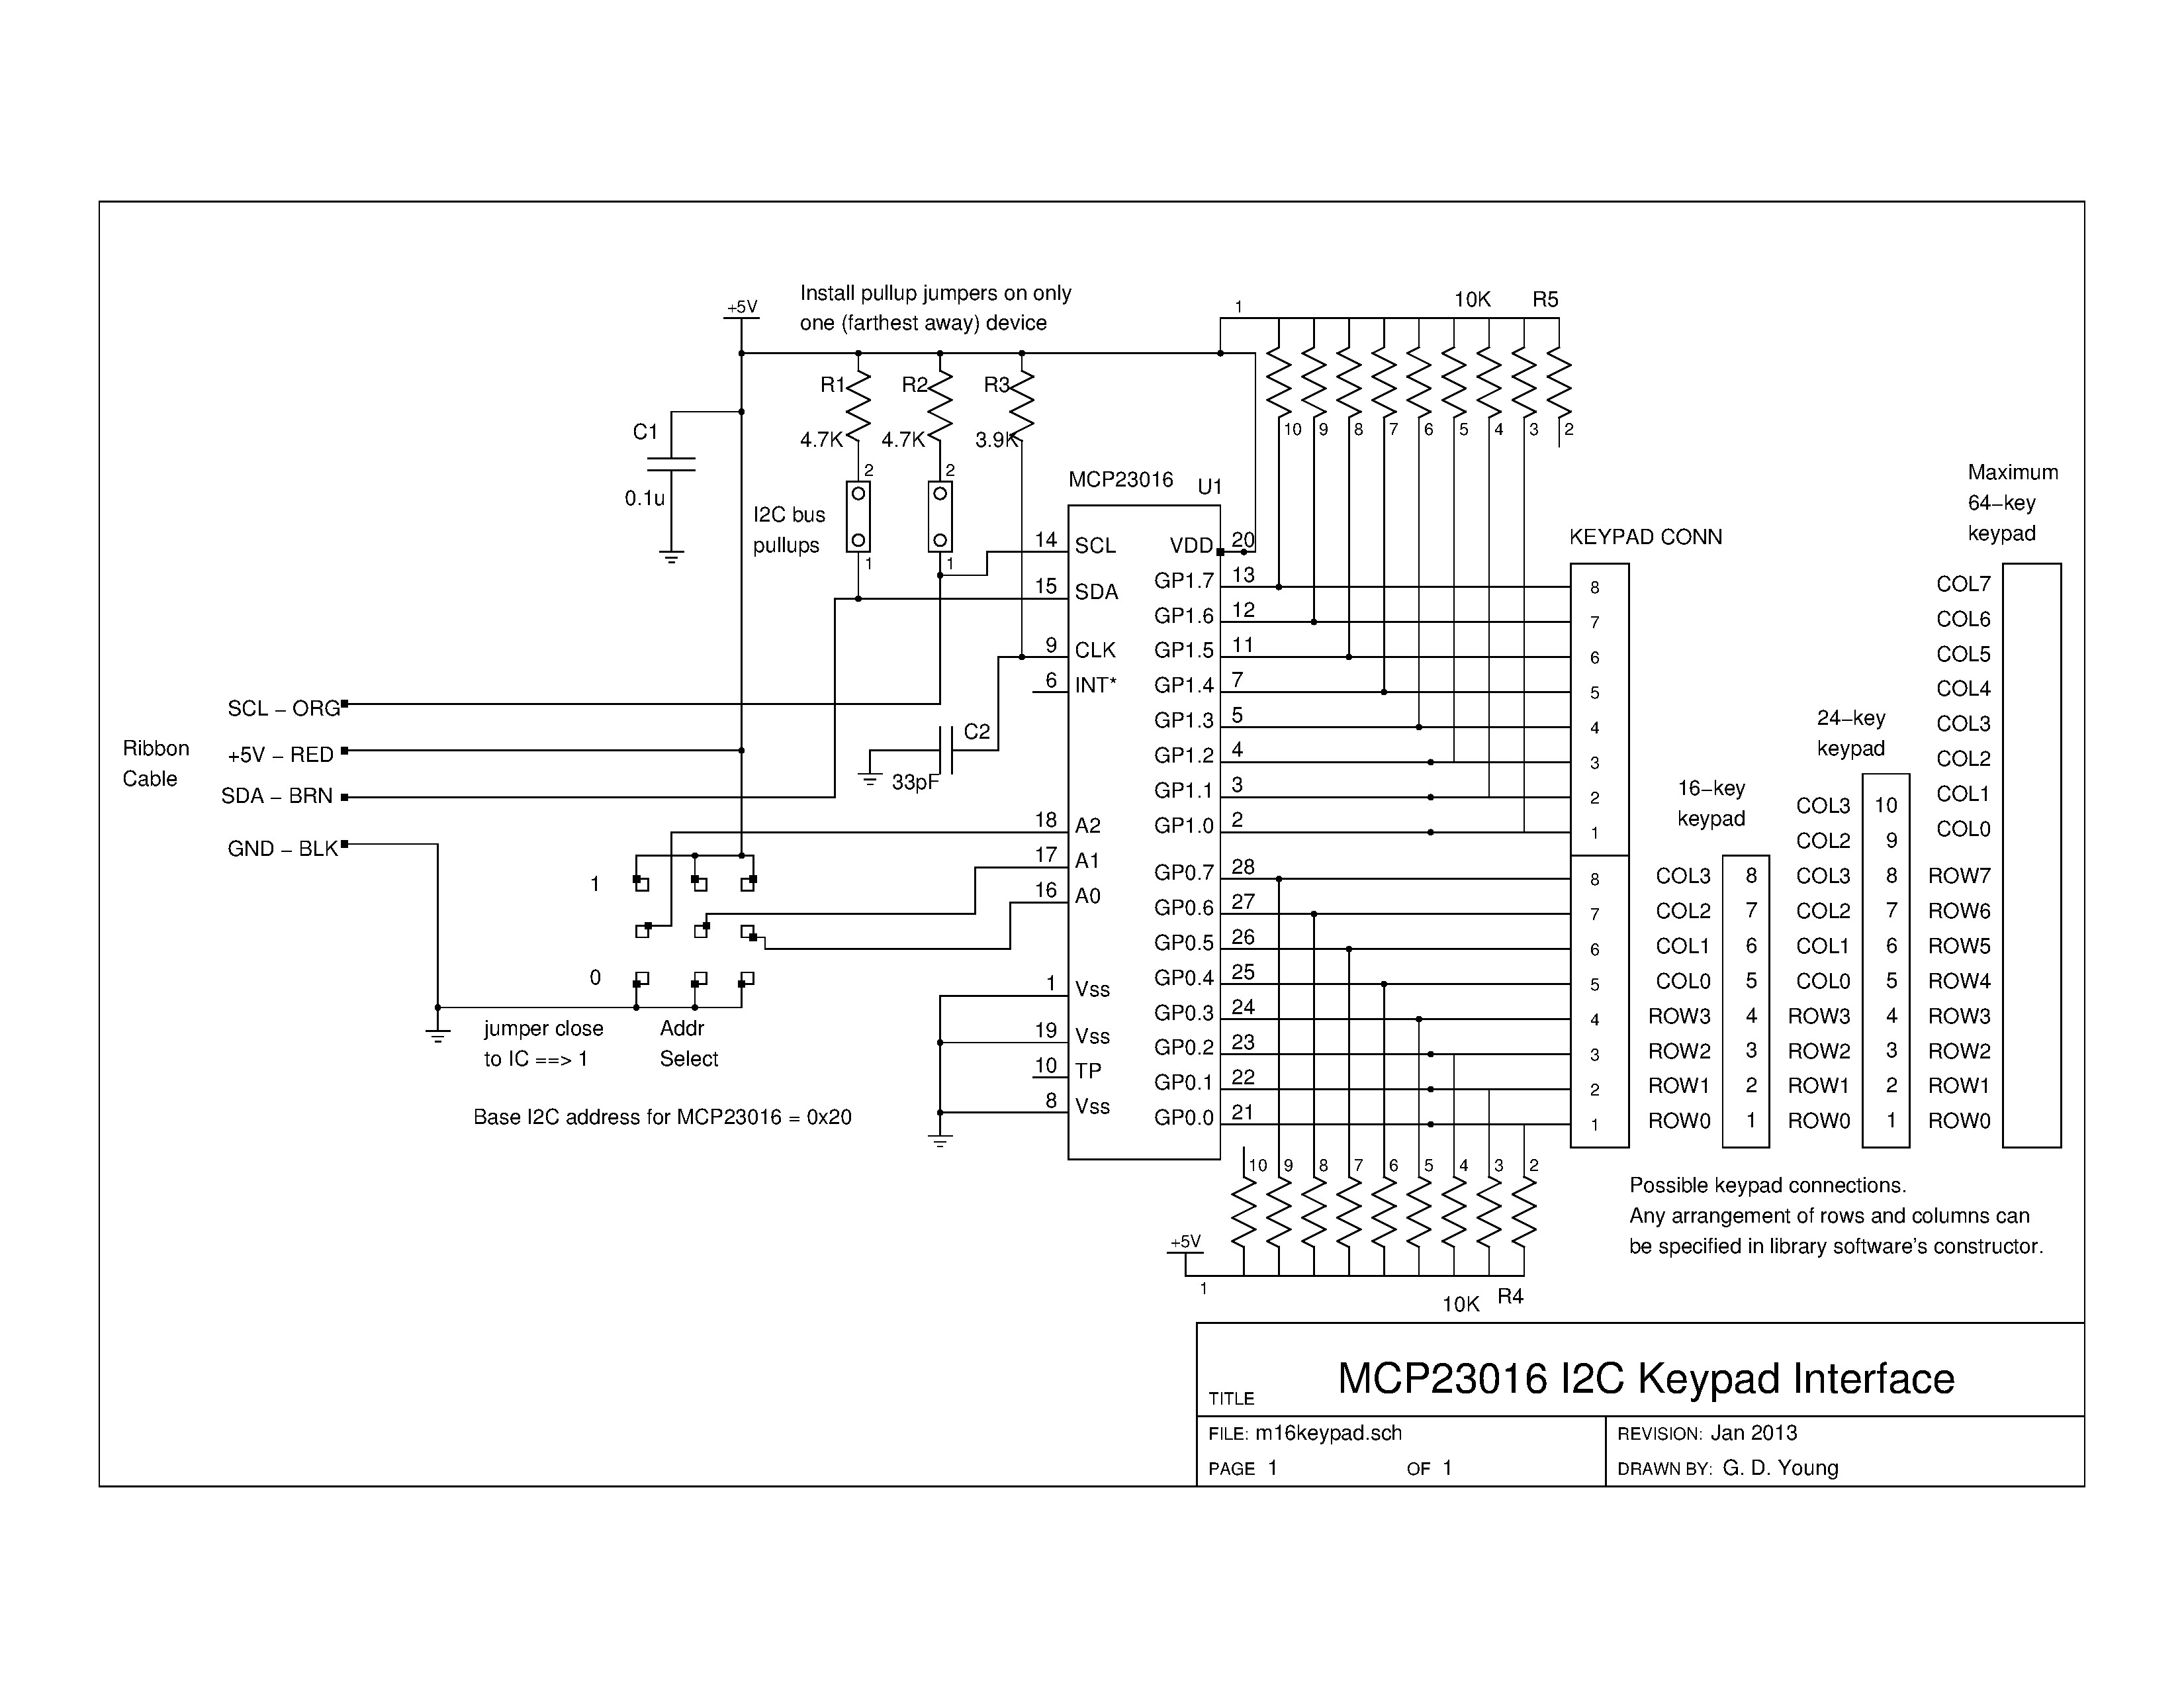 Install pullup jumpers on only
one (farthest away) device
+5V
1
10K
R5
R1
4.7K
R2
4.7K
R3
3.9K
10
9
8
7
6
5
4
3
2
C1
0.1u
I2C bus
pullups
2
1
2
1
MCP23016
U1
14
SCL
15
SDA
9
CLK
6
INT*
18
A2
17
A1
16
A0
1
Vss
19
Vss
10
TP
8
Vss
VDD
20
GP1.7
13
GP1.6
12
GP1.5
11
GP1.4
7
GP1.3
5
GP1.2
4
GP1.1
3
GP1.0
2
GP0.7
28
GP0.6
27
GP0.5
26
GP0.4
25
GP0.3
24
GP0.2
23
GP0.1
22
GP0.0
21
C2
33pF
Ribbon
Cable
SCL – ORG
+5V – RED
SDA – BRN
GND – BLK
1
0
jumper close
to IC ==> 1
Addr
Select
Base I2C address for MCP23016 = 0x20
KEYPAD CONN
8
7
6
5
4
3
2
1
8
7
6
5
4
3
2
1
16–key
keypad
COL3 8
COL2 7
COL1 6
COL0 5
ROW3 4
ROW2 3
ROW1 2
ROW0 1
24–key
keypad
COL3 10
COL2 9
COL3 8
COL2 7
COL1 6
COL0 5
ROW3 4
ROW2 3
ROW1 2
ROW0 1
Maximum
64–key
keypad
COL7
COL6
COL5
COL4
COL3
COL2
COL1
COL0
ROW7
ROW6
ROW5
ROW4
ROW3
ROW2
ROW1
ROW0
10
9
8
7
6
5
4
3
2
+5V
1
10K
R4
Possible keypad connections.
Any arrangement of rows and columns can
be specified in library software's constructor.
TITLE
MCP23016 I2C Keypad Interface
FILE: m16keypad.sch
REVISION: Jan 2013
PAGE 1 OF 1
DRAWN BY: G. D. Young